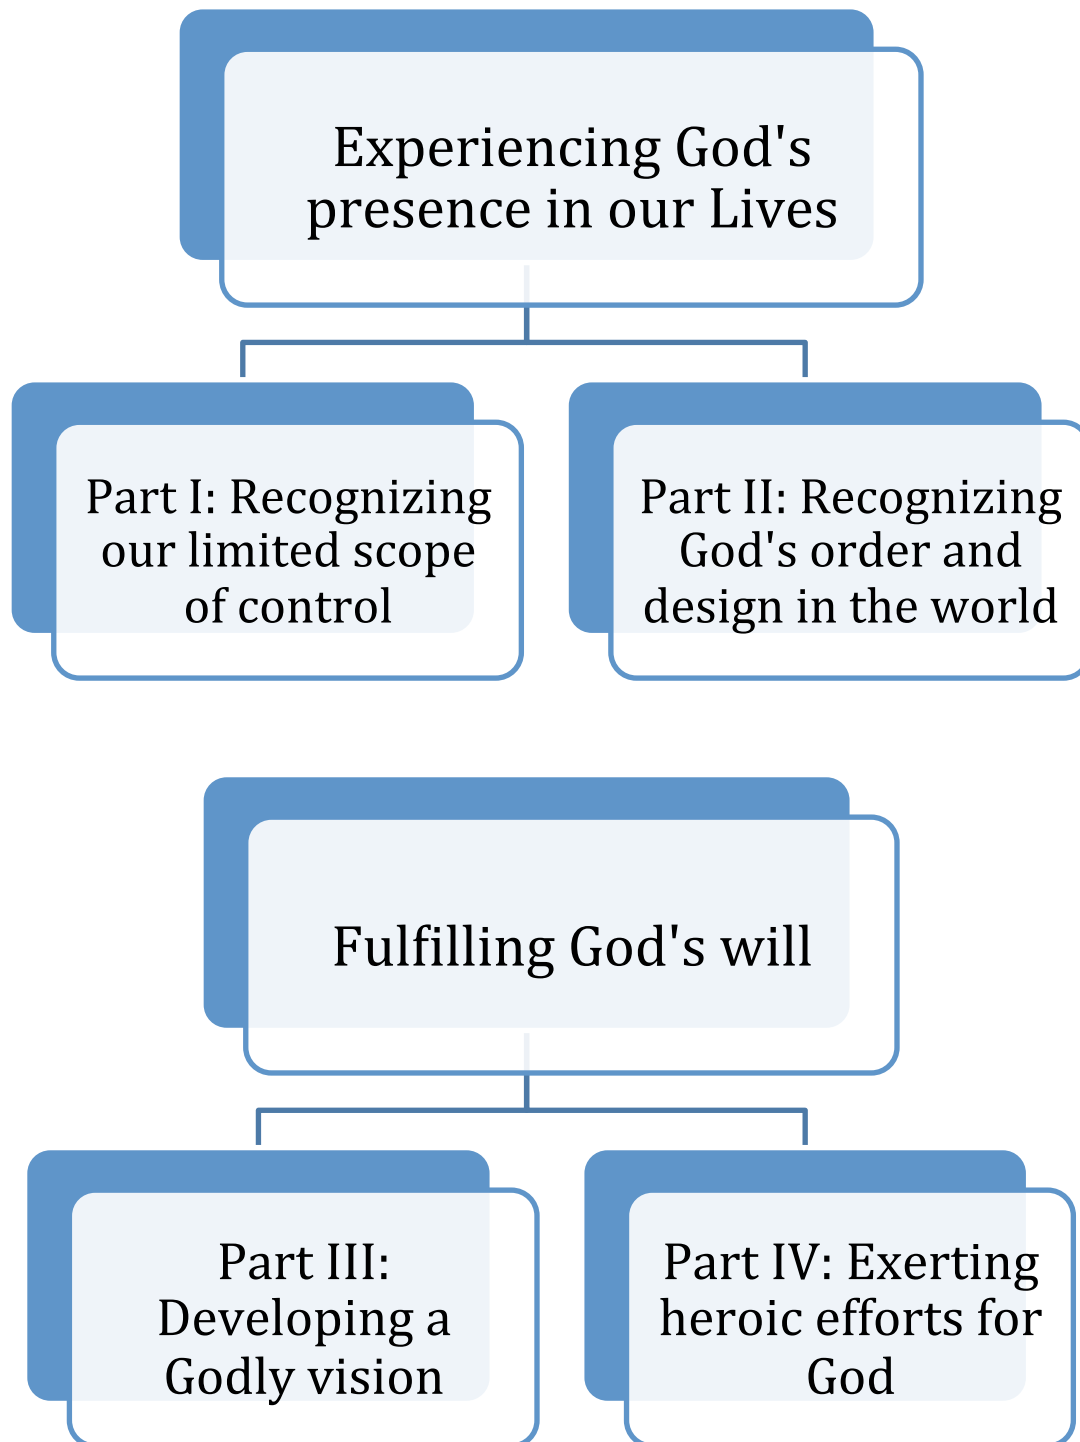 Experiencing God's
presence in our Lives
Part I: Recognizing
our limited scope
of control
Part II: Recognizing
God's order and
design in the world
Fulfilling God's will
Part III:
Developing a
Godly vision
Part IV: Exerting
heroic efforts for
God